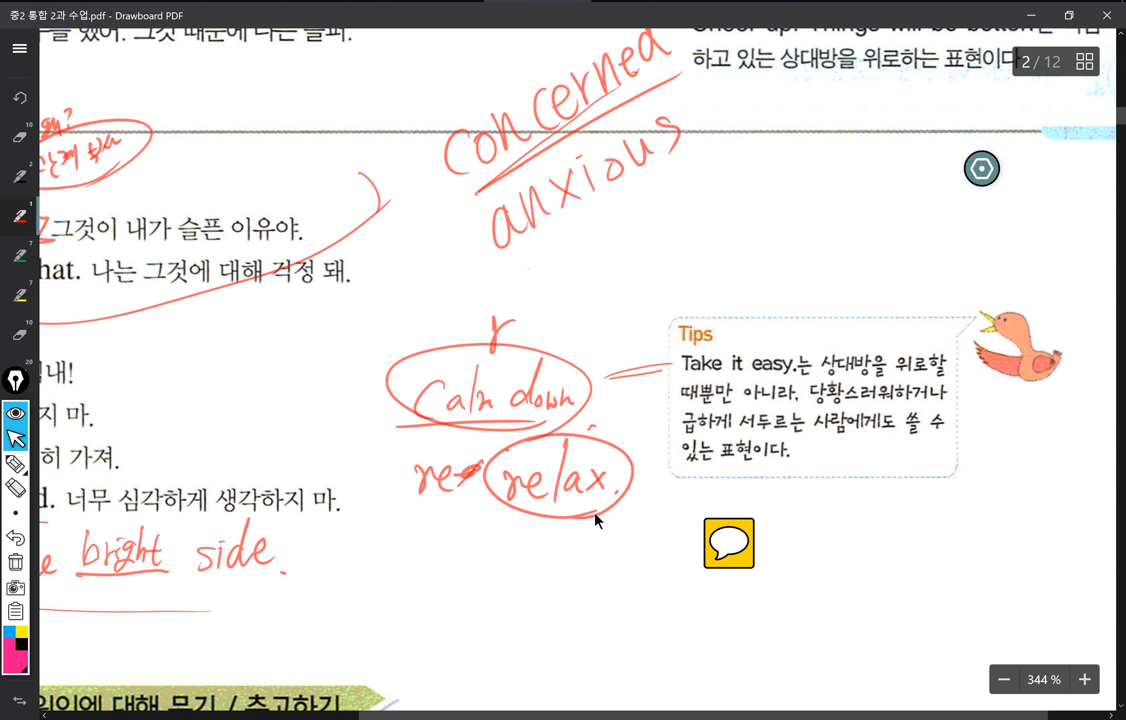 중2 통합 2과 수업.pdf - Drawboard PDF
하고 있는 상대방을 위로하는 표현이다
2 / 12
concerned
anxious
그것이 내가 슬픈 이유야.
hat. 나는 그것에 대해 걱정 돼.
Tips
Take it easy.는 상대방을 위로할
때뿐만 아니라, 당황스러워하거나
급하게 서두르는 사람에게도 쓸 수
있는 표현이다.
내!
지 마.
히 가져.
d. 너무 심각하게 생각하지 마.
r
calm down
re relax.
e bright side.
344 %